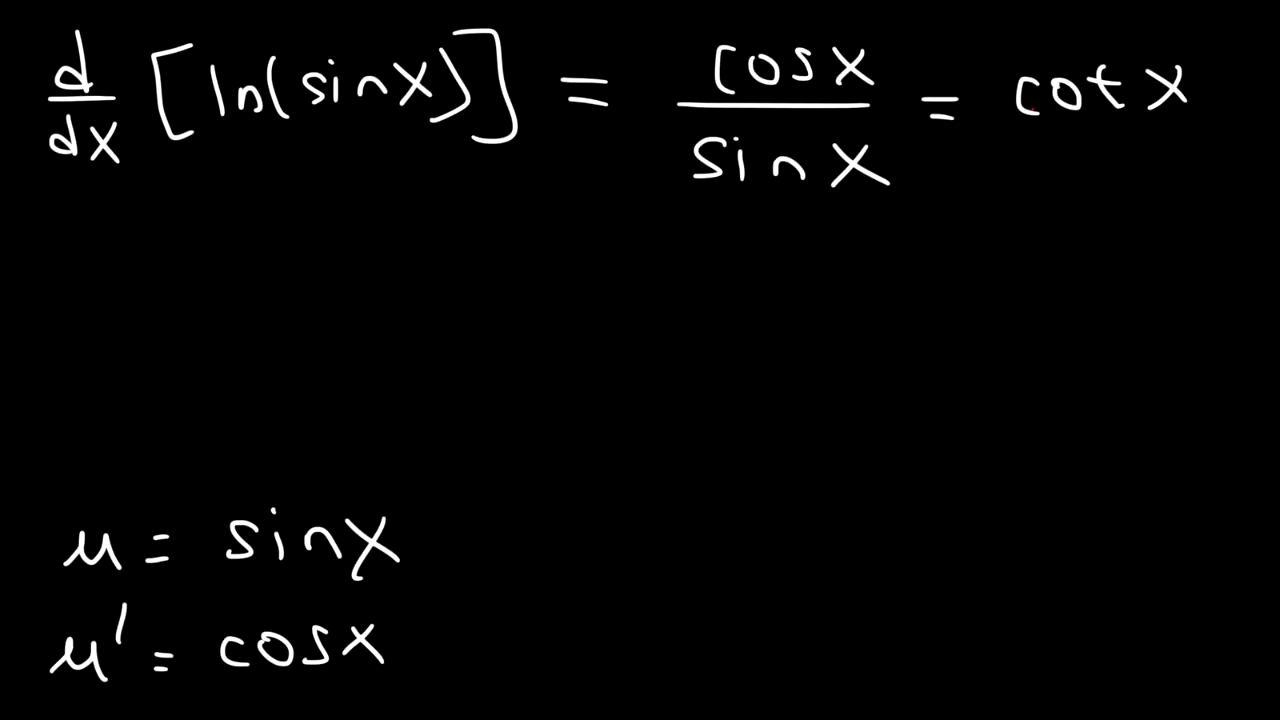 d/dx [ln(sinx)] = cosx/sinx = cotx
u = sinx
u' = cosx